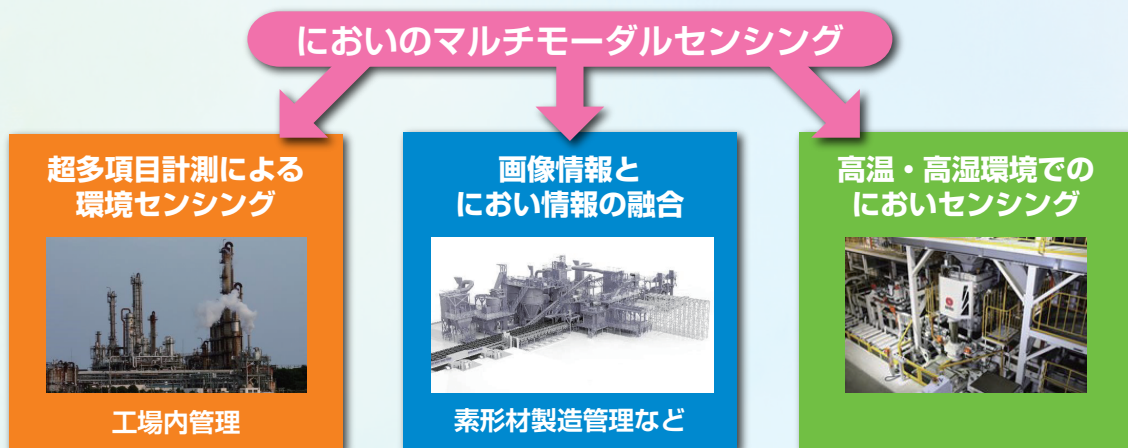 においのマルチモーダルセンシング
超多項目計測による
環境センシング
工場内管理
画像情報と
におい情報の融合
素形材製造管理など
高温・高湿環境での
においセンシング